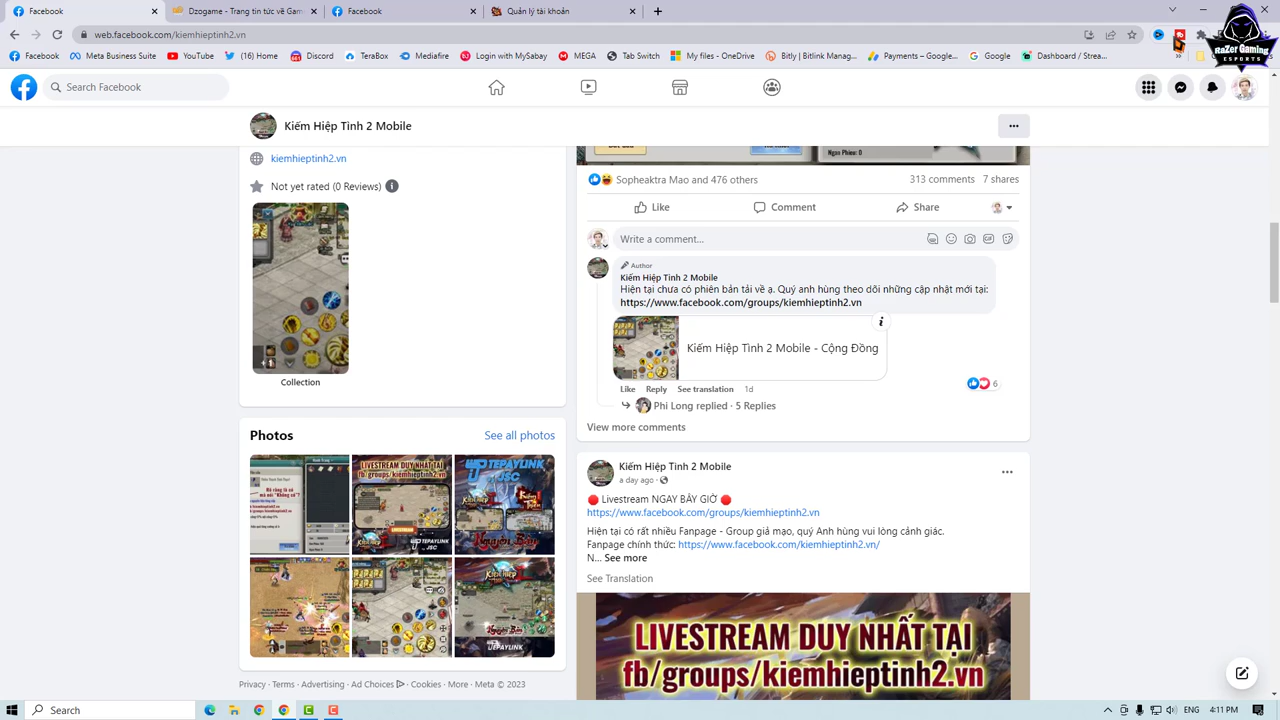 Facebook
Dzogame - Trang chủ
Facebook
Quản lý tài khoản
web.facebook.com/kiemhieptinh2.vn
Facebook
Meta Business Suite
YouTube
(16) Home
Discord
TeraBox
Mediafire
Login with MySabay
MEGA
Tab Switch
My files - OneDrive
Bitly | Link Manag...
Payments – Google...
Google
Dashboard / Strea...
RaZer Gaming
ESPORTS
Search Facebook
Kiếm Hiệp Tình 2 Mobile
kiemhieptinh2.vn
Not yet rated (0 Reviews)
Collection
Photos
See all photos
LIVESTREAM DUY NHẤT TẠI
fb/groups/kiemhieptinh2.vn
Privacy · Terms · Advertising · Ad Choices · Cookies · More · Meta © 2023
Sopheaktra Mao and 476 others
313 comments
7 shares
Like
Comment
Share
Write a comment...
Author
Kiếm Hiệp Tình 2 Mobile
Hiện tại chưa có phiên bản tải về ạ. Quý anh hùng theo dõi những cập nhật mới tại:
https://www.facebook.com/groups/kiemhieptinh2.vn
Kiếm Hiệp Tình 2 Mobile - Cộng Đồng
Like
Reply
See translation
1d
6
Phi Long replied · 5 Replies
View more comments
Kiếm Hiệp Tình 2 Mobile
a day ago ·
Livestream NGAY BÂY GIỜ
https://www.facebook.com/groups/kiemhieptinh2.vn
Hiện tại có rất nhiều Fanpage - Group giả mạo, quý Anh hùng vui lòng cảnh giác.
Fanpage chính thức: https://www.facebook.com/kiemhieptinh2.vn/
N... See more
See Translation
LIVESTREAM DUY NHẤT TẠI
fb/groups/kiemhieptinh2.vn
Search
ENG
4:11 PM